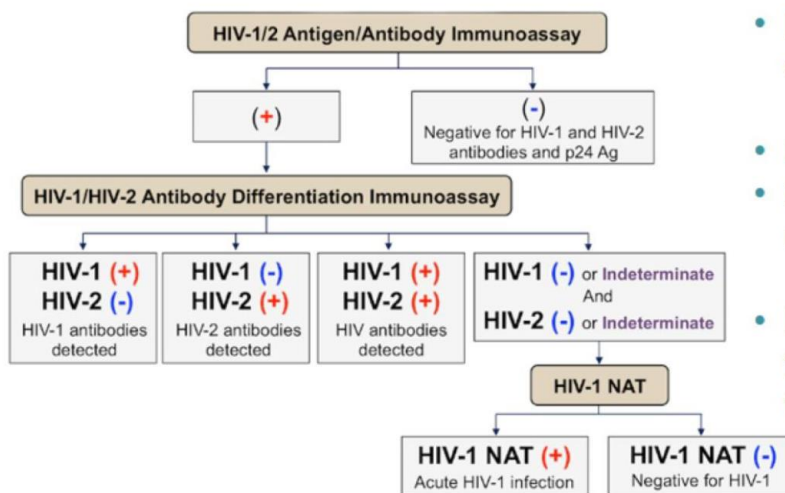 HIV-1/2 Antigen/Antibody Immunoassay
(+)
(-)
Negative for HIV-1 and HIV-2
antibodies and p24 Ag
HIV-1/HIV-2 Antibody Differentiation Immunoassay
HIV-1 (+)
HIV-2 (-)
HIV-1 antibodies
detected
HIV-1 (-)
HIV-2 (+)
HIV-2 antibodies
detected
HIV-1 (+)
HIV-2 (+)
HIV antibodies
detected
HIV-1 (-) or Indeterminate
And
HIV-2 (-) or Indeterminate
HIV-1 NAT
HIV-1 NAT (+)
Acute HIV-1 infection
HIV-1 NAT (-)
Negative for HIV-1